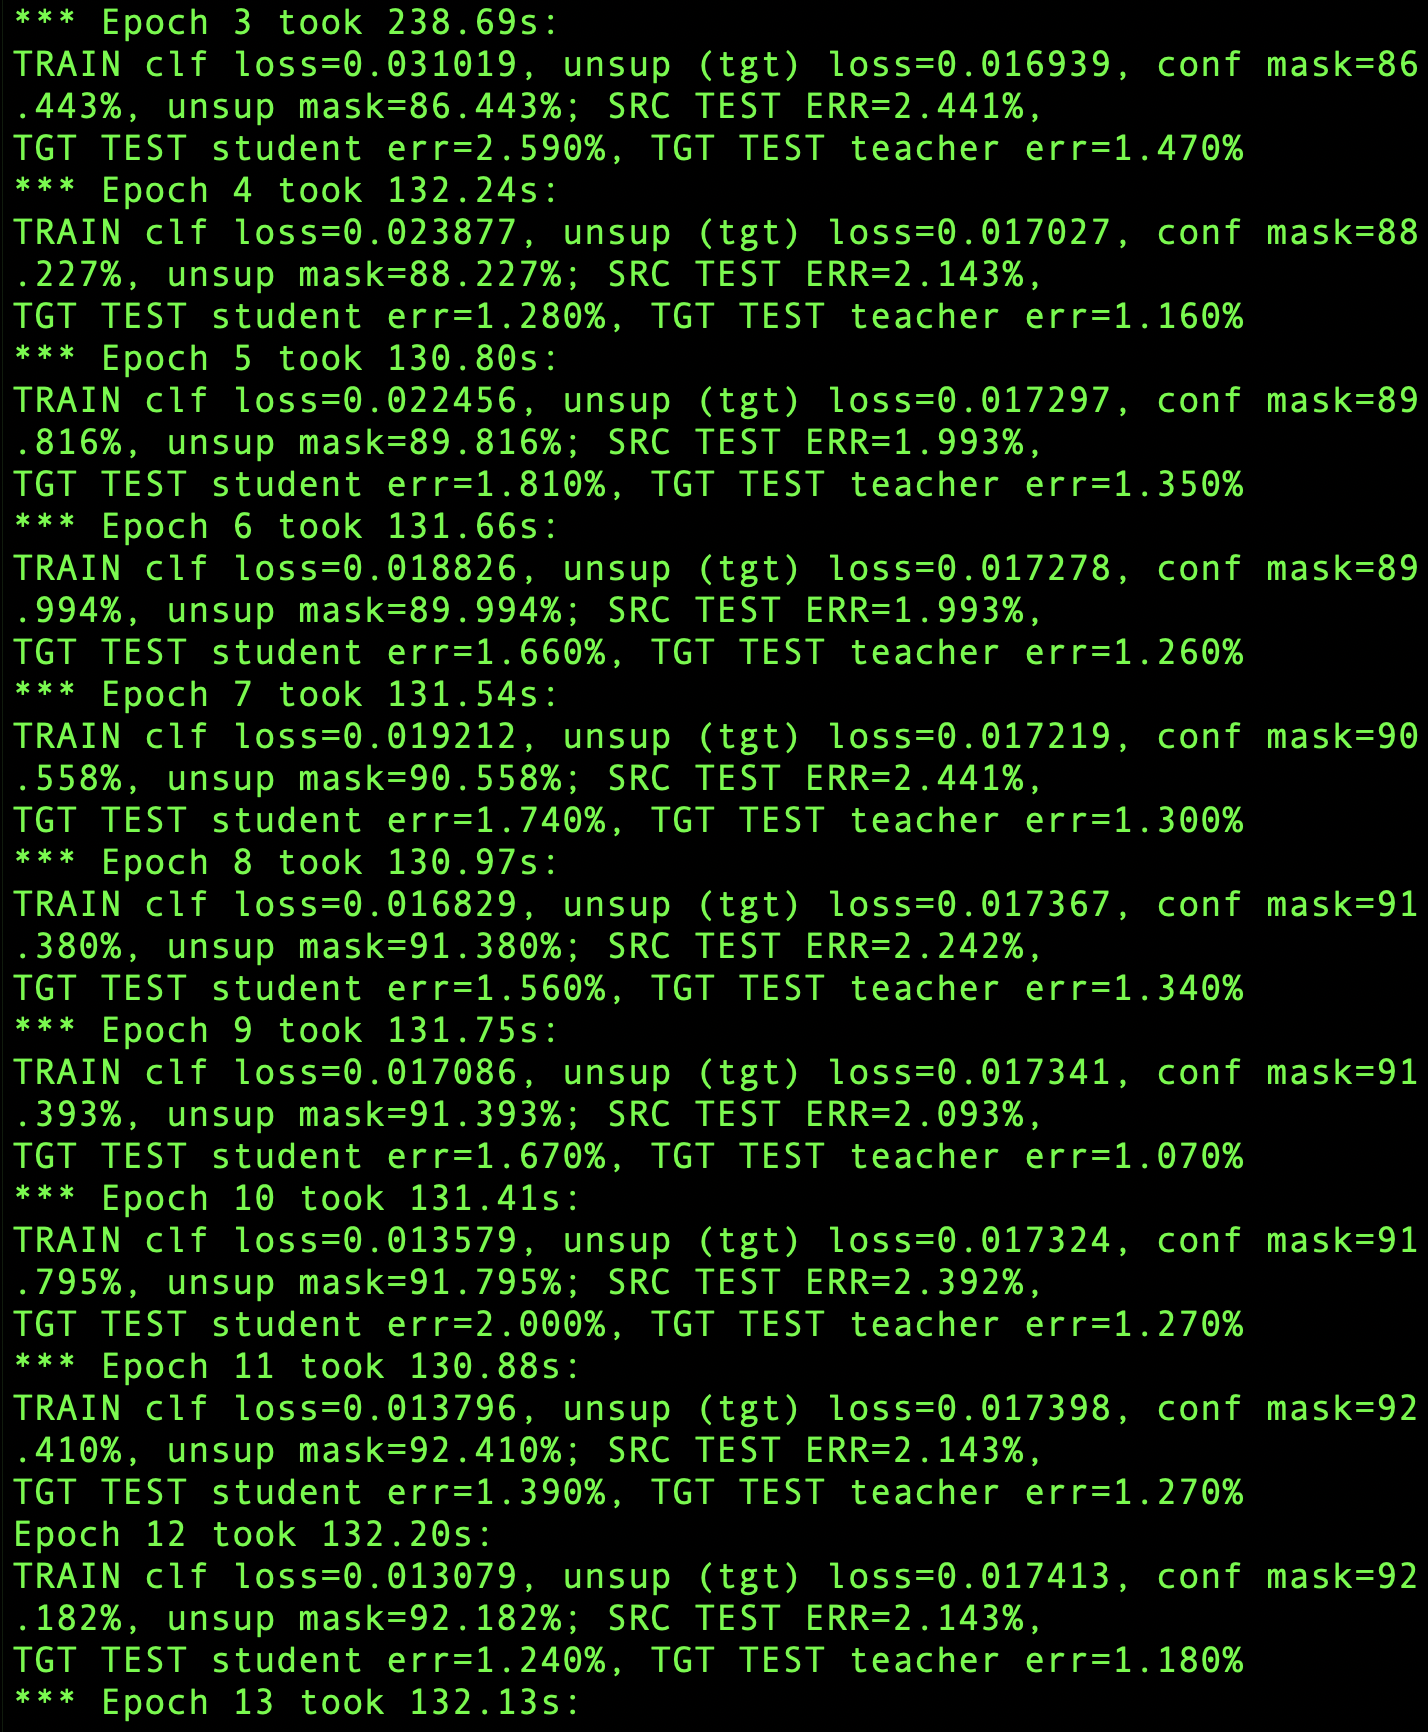 *** Epoch 3 took 238.69s:
TRAIN clf loss=0.031019, unsup (tgt) loss=0.016939, conf mask=86
.443%, unsup mask=86.443%; SRC TEST ERR=2.441%,
TGT TEST student err=2.590%, TGT TEST teacher err=1.470%
*** Epoch 4 took 132.24s:
TRAIN clf loss=0.023877, unsup (tgt) loss=0.017027, conf mask=88
.227%, unsup mask=88.227%; SRC TEST ERR=2.143%,
TGT TEST student err=1.280%, TGT TEST teacher err=1.160%
*** Epoch 5 took 130.80s:
TRAIN clf loss=0.022456, unsup (tgt) loss=0.017297, conf mask=89
.816%, unsup mask=89.816%; SRC TEST ERR=1.993%,
TGT TEST student err=1.810%, TGT TEST teacher err=1.350%
*** Epoch 6 took 131.66s:
TRAIN clf loss=0.018826, unsup (tgt) loss=0.017278, conf mask=89
.994%, unsup mask=89.994%; SRC TEST ERR=1.993%,
TGT TEST student err=1.660%, TGT TEST teacher err=1.260%
*** Epoch 7 took 131.54s:
TRAIN clf loss=0.019212, unsup (tgt) loss=0.017219, conf mask=90
.558%, unsup mask=90.558%; SRC TEST ERR=2.441%,
TGT TEST student err=1.740%, TGT TEST teacher err=1.300%
*** Epoch 8 took 130.97s:
TRAIN clf loss=0.016829, unsup (tgt) loss=0.017367, conf mask=91
.380%, unsup mask=91.380%; SRC TEST ERR=2.242%,
TGT TEST student err=1.560%, TGT TEST teacher err=1.340%
*** Epoch 9 took 131.75s:
TRAIN clf loss=0.017086, unsup (tgt) loss=0.017341, conf mask=91
.393%, unsup mask=91.393%; SRC TEST ERR=2.093%,
TGT TEST student err=1.670%, TGT TEST teacher err=1.070%
*** Epoch 10 took 131.41s:
TRAIN clf loss=0.013579, unsup (tgt) loss=0.017324, conf mask=91
.795%, unsup mask=91.795%; SRC TEST ERR=2.392%,
TGT TEST student err=2.000%, TGT TEST teacher err=1.270%
*** Epoch 11 took 130.88s:
TRAIN clf loss=0.013796, unsup (tgt) loss=0.017398, conf mask=92
.410%, unsup mask=92.410%; SRC TEST ERR=2.143%,
TGT TEST student err=1.390%, TGT TEST teacher err=1.270%
Epoch 12 took 132.20s:
TRAIN clf loss=0.013079, unsup (tgt) loss=0.017413, conf mask=92
.182%, unsup mask=92.182%; SRC TEST ERR=2.143%,
TGT TEST student err=1.240%, TGT TEST teacher err=1.180%
*** Epoch 13 took 132.13s: